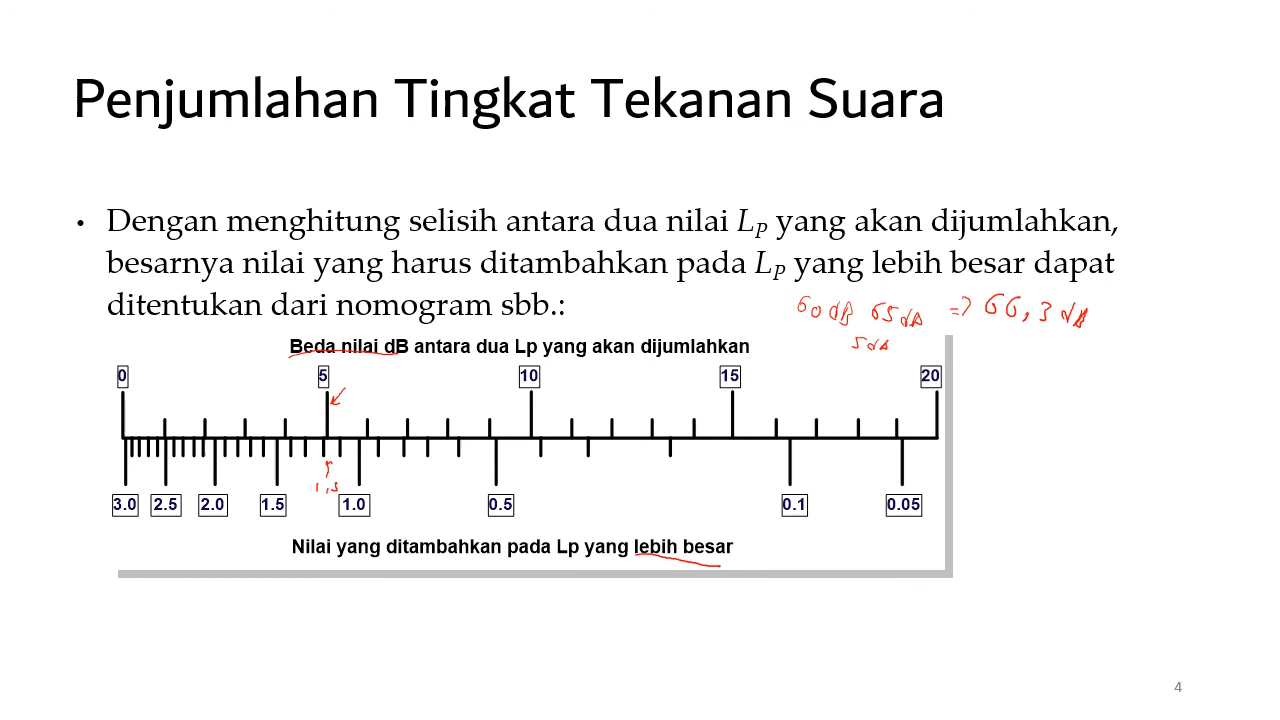 Penjumlahan Tingkat Tekanan Suara
• Dengan menghitung selisih antara dua nilai LP yang akan dijumlahkan,
besarnya nilai yang harus ditambahkan pada LP yang lebih besar dapat
ditentukan dari nomogram sbb.:
60 dB 65 dB => 66,3 dB
5 dB
Beda nilai dB antara dua Lp yang akan dijumlahkan
0 5 10 15 20
1,3
3.0 2.5 2.0 1.5 1.0 0.5 0.1 0.05
Nilai yang ditambahkan pada Lp yang lebih besar
4